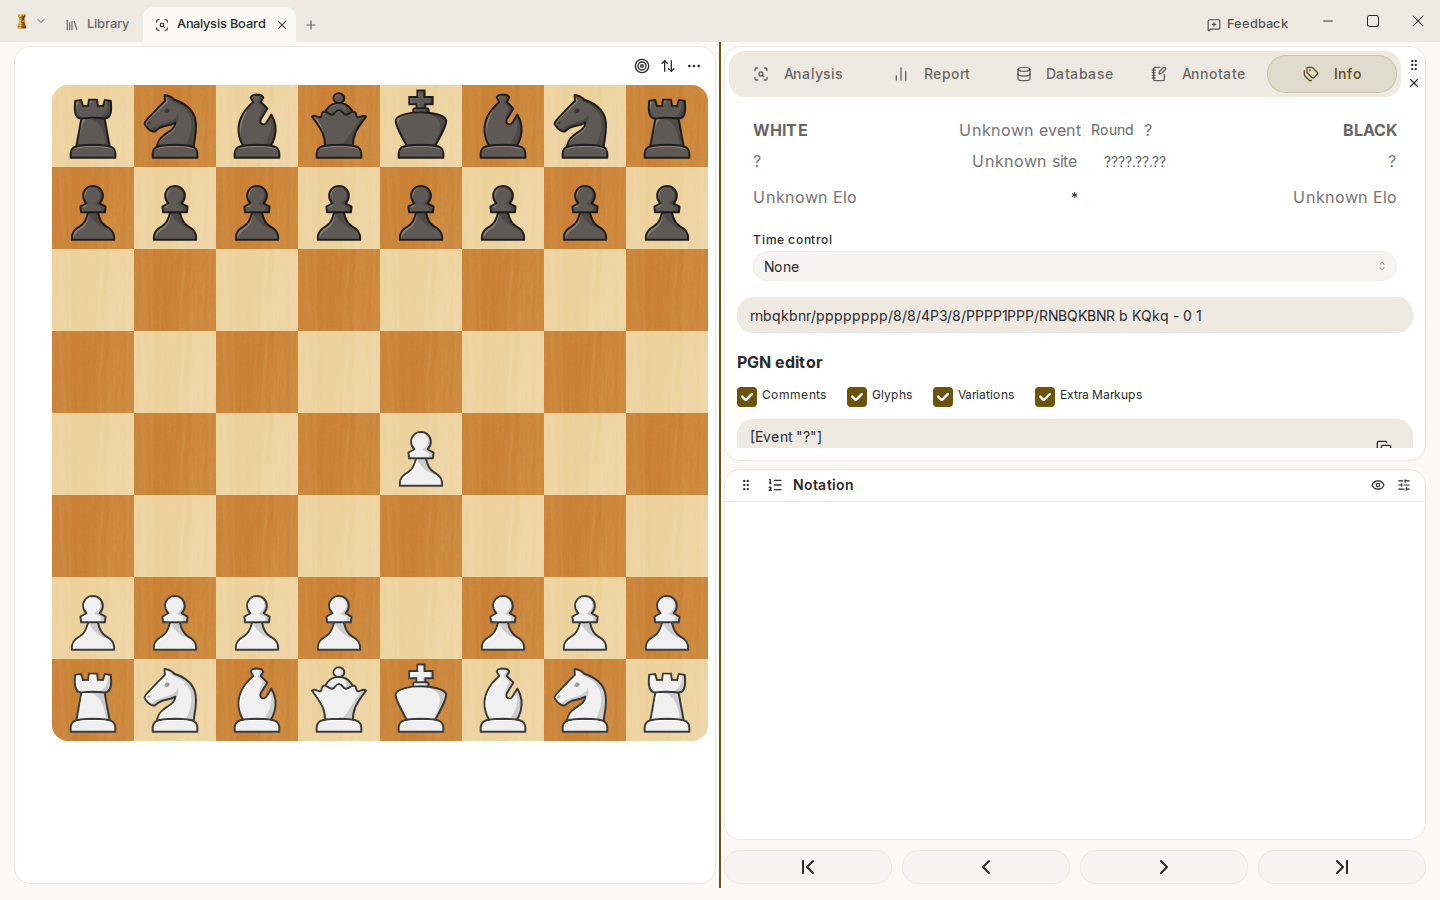 Library
Analysis Board
Feedback
Analysis
Report
Database
Annotate
Info
WHITE
Unknown event Round ?
BLACK
?
Unknown site ????.??.??
?
Unknown Elo
*
Unknown Elo
Time control
None
rnbqkbnr/pppppppp/8/8/4P3/8/PPPP1PPP/RNBQKBNR b KQkq - 0 1
PGN editor
Comments
Glyphs
Variations
Extra Markups
[Event "?"]
Notation